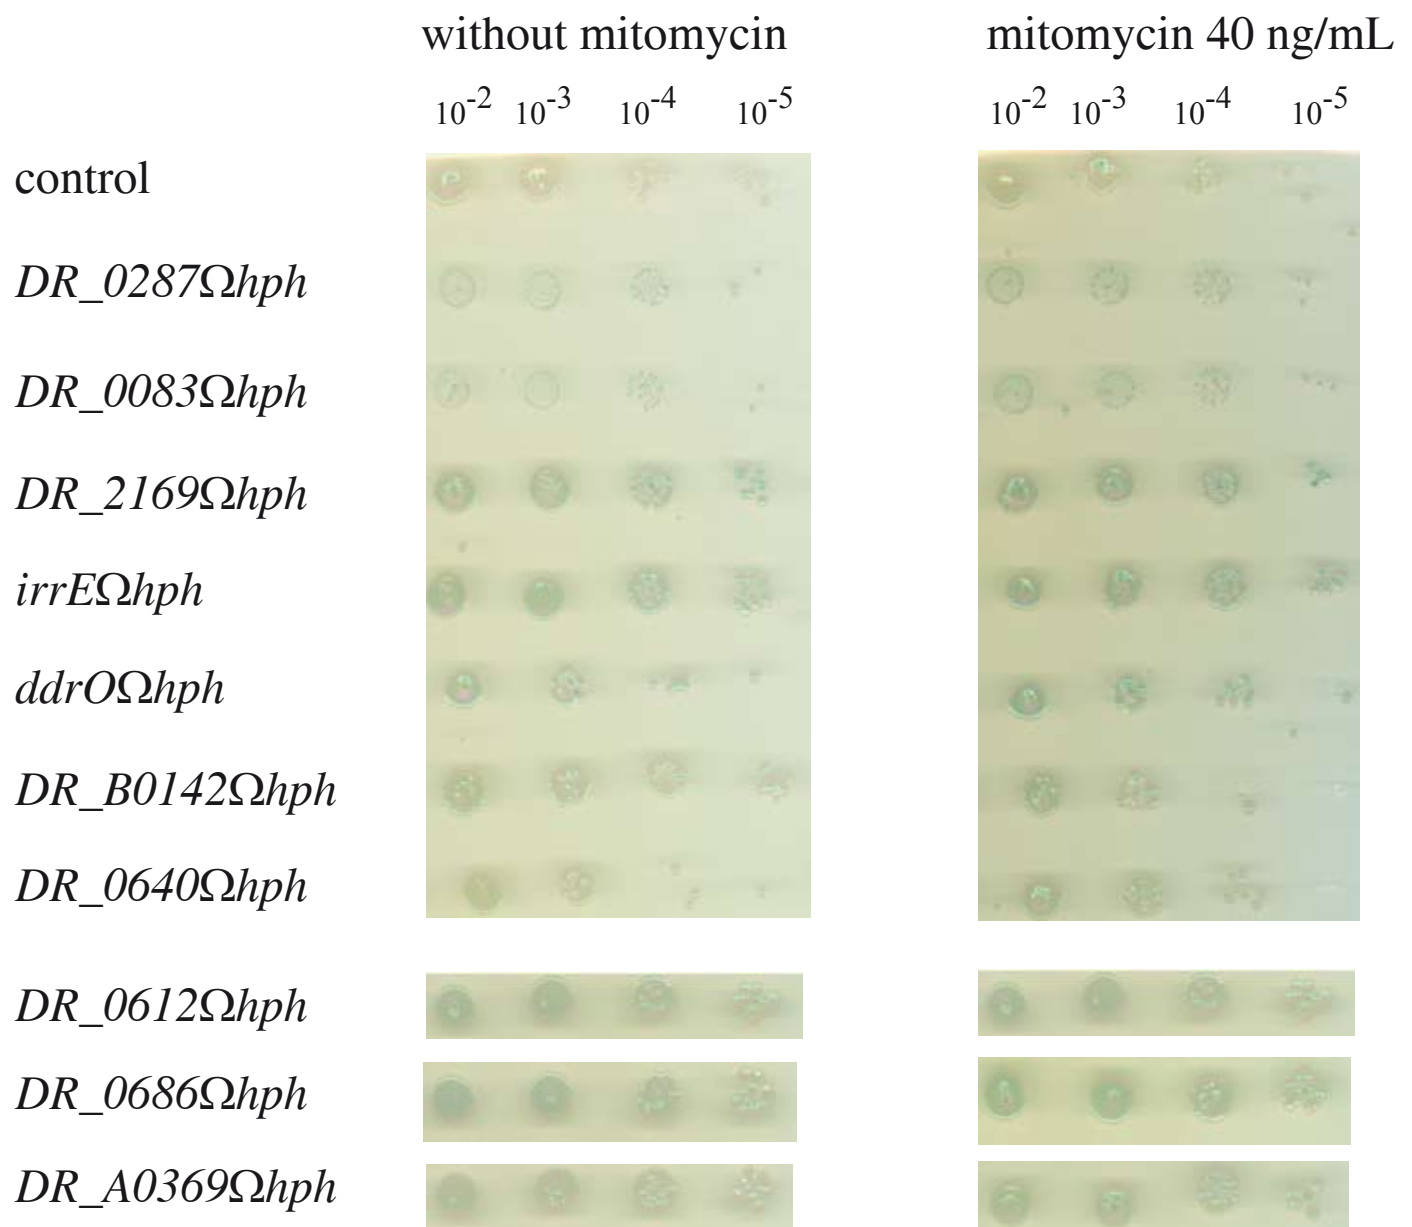 without mitomycin mitomycin 40 ng/mL
10-2 10-3 10-4 10-5 10-2 10-3 10-4 10-5
control
DR_0287Ωhph
DR_0083Ωhph
DR_2169Ωhph
irrEΩhph
ddrOΩhph
DR_B0142Ωhph
DR_0640Ωhph
DR_0612Ωhph
DR_0686Ωhph
DR_A0369Ωhph